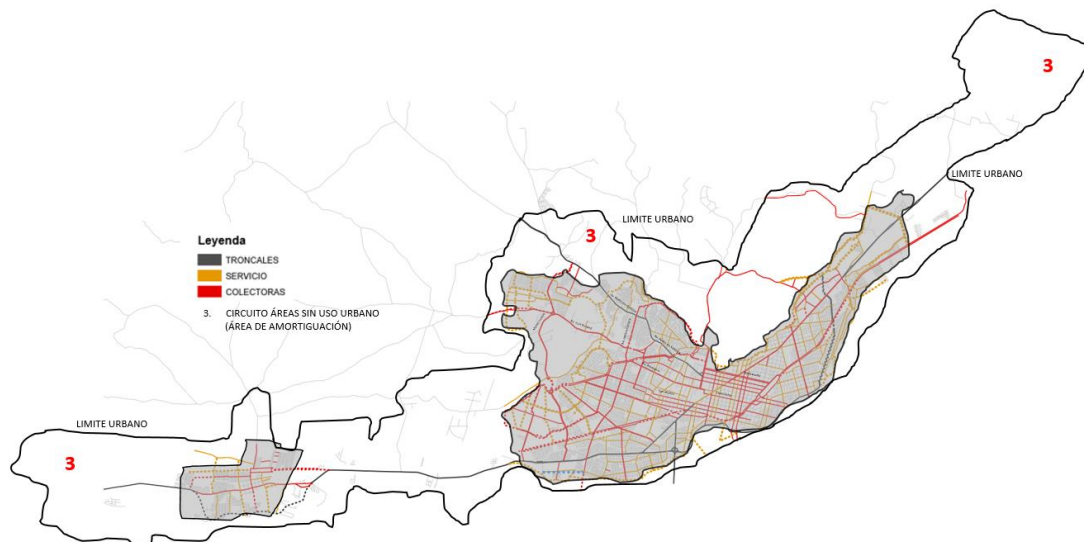 3
LIMITE URBANO
LIMITE URBANO
3
Leyenda
TRONCALES
SERVICIO
COLECTORAS
3. CIRCUITO ÁREAS SIN USO URBANO
(ÁREA DE AMORTIGUACIÓN)
LIMITE URBANO
3